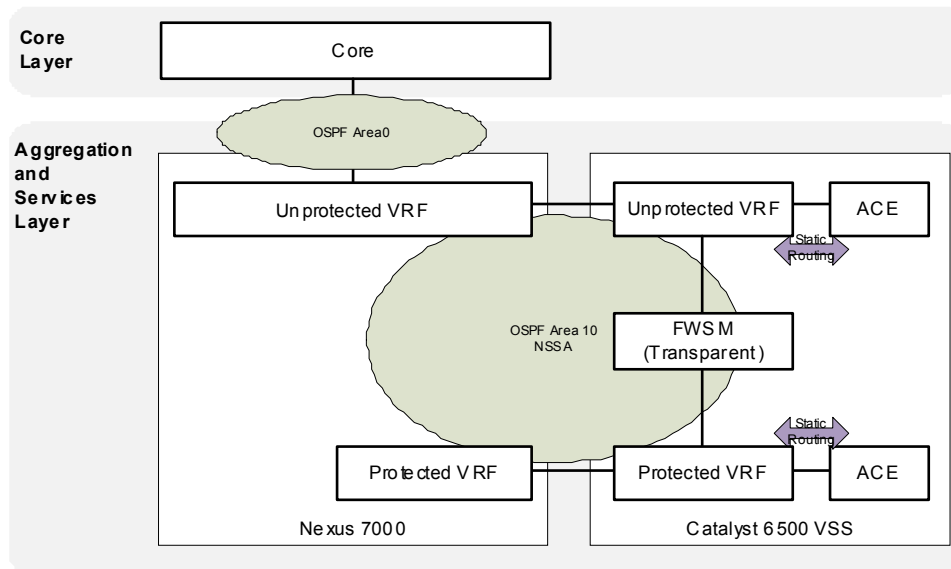 Core
Layer
Core
OSPF Area0
Aggregation
and
Services
Layer
Unprotected VRF
Unprotected VRF
ACE
Static
Routing
OSPF Area 10
NSSA
FWSM
(Transparent)
Static
Routing
Protected VRF
Protected VRF
ACE
Nexus 7000
Catalyst 6500 VSS